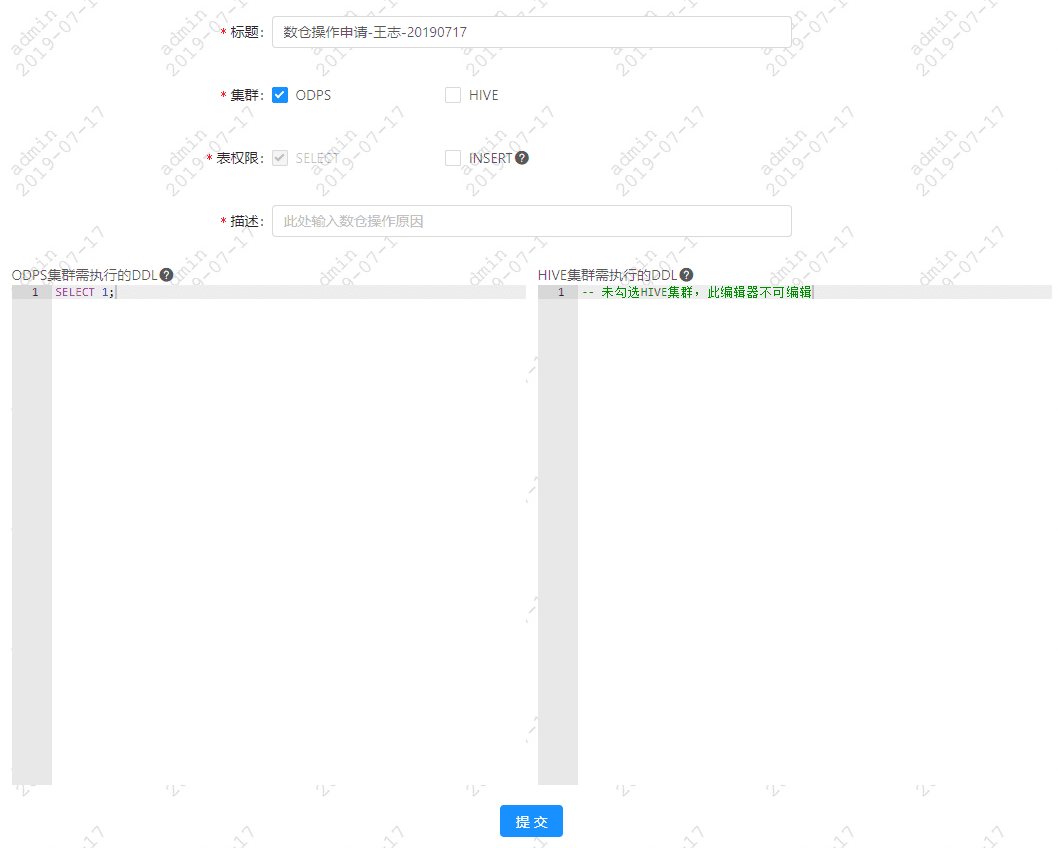 * 标题: 数仓操作申请-王志-20190717
* 集群: ODPS HIVE
* 表权限: SELECT INSERT
* 描述: 此处输入数仓操作原因
ODPS集群需执行的DDL HIVE集群需执行的DDL
1 SELECT 1; 1 -- 未勾选HIVE集群，此编辑器不可编辑
提 交
admin
2019-07-17